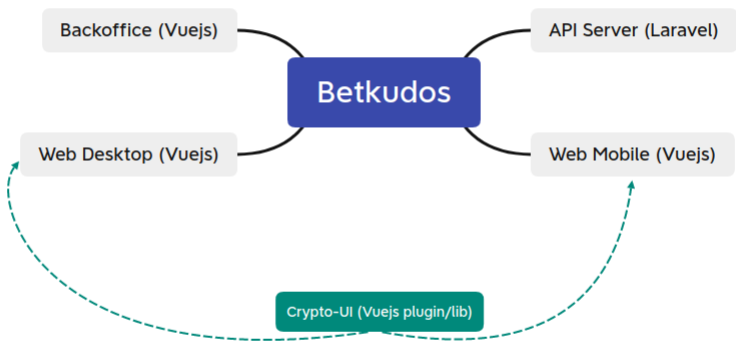 Backoffice (Vuejs)
API Server (Laravel)
Betkudos
Web Desktop (Vuejs)
Web Mobile (Vuejs)
Crypto-UI (Vuejs plugin/lib)